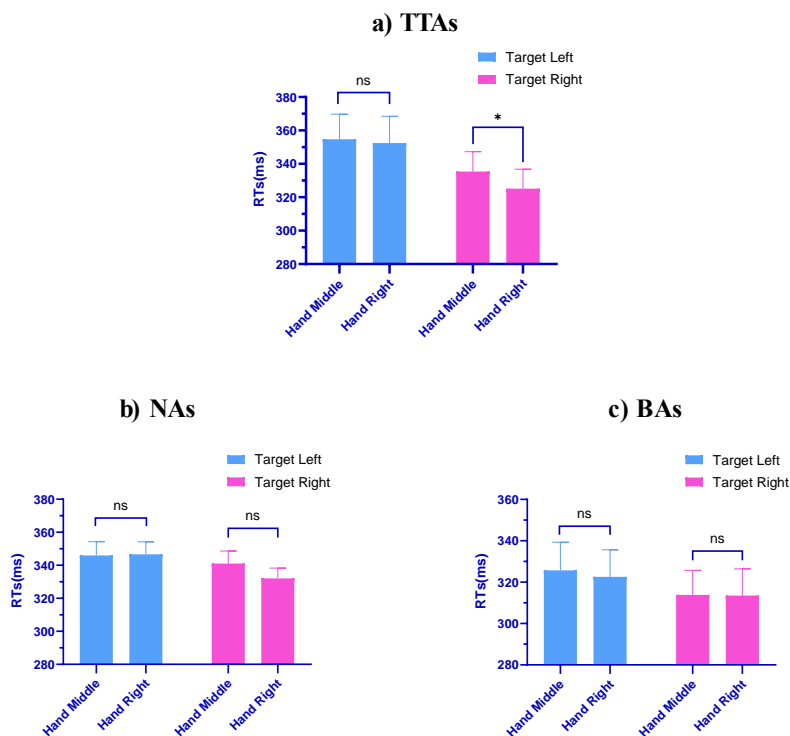 a) TTAs
Target Left
Target Right
ns
*
380
360
340
320
300
280
RTs(ms)
Hand Middle
Hand Right
Hand Middle
Hand Right
b) NAs
Target Left
Target Right
ns
ns
380
360
340
320
300
280
RTs(ms)
Hand Middle
Hand Right
Hand Middle
Hand Right
c) BAs
Target Left
Target Right
ns
ns
360
340
320
300
280
RTs(ms)
Hand Middle
Hand Right
Hand Middle
Hand Right